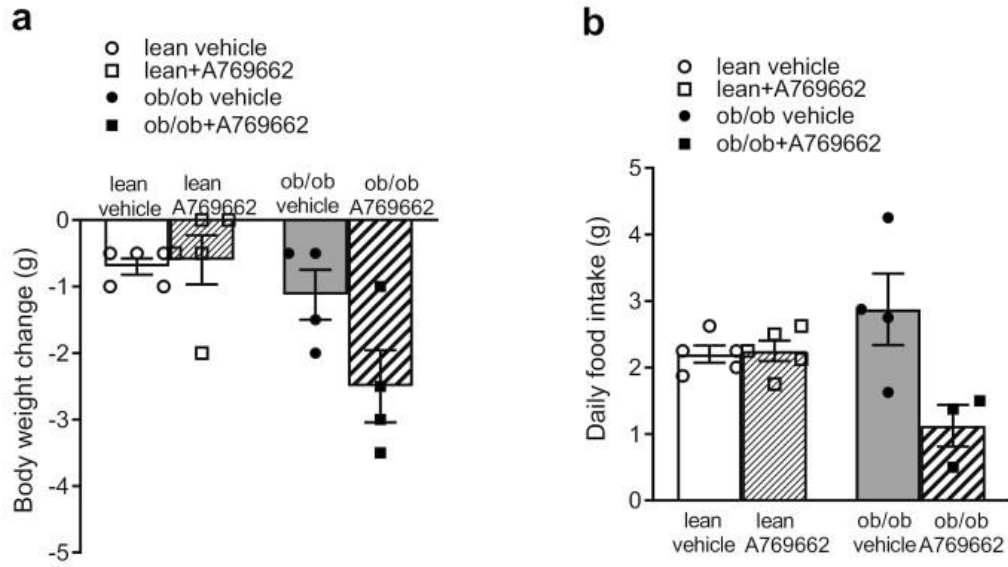 a
lean vehicle
lean+A769662
ob/ob vehicle
ob/ob+A769662
lean
vehicle
lean
A769662
ob/ob
vehicle
ob/ob
A769662
Body weight change (g)
0
-1
-2
-3
-4
-5
b
lean vehicle
lean+A769662
ob/ob vehicle
ob/ob+A769662
Daily food intake (g)
5
4
3
2
1
0
lean
vehicle
lean
A769662
ob/ob
vehicle
ob/ob
A769662